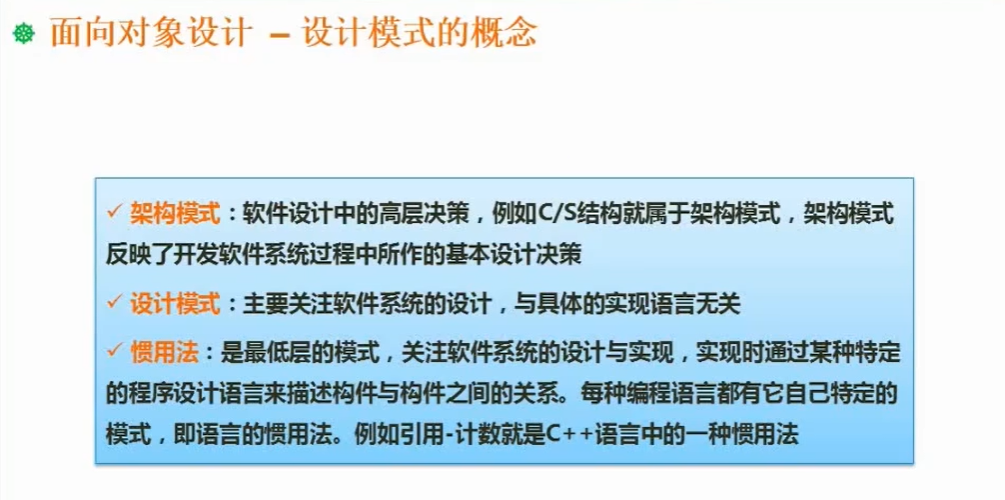 面向对象设计 – 设计模式的概念
✓ 架构模式：软件设计中的高层决策，例如C/S结构就属于架构模式，架构模式
反映了开发软件系统过程中所作的基本设计决策
✓ 设计模式：主要关注软件系统的设计，与具体的实现语言无关
✓ 惯用法：是最低层的模式，关注软件系统的设计与实现，实现时通过某种特定
的程序设计语言来描述构件与构件之间的关系。每种编程语言都有它自己特定的
模式，即语言的惯用法。例如引用-计数就是C++语言中的一种惯用法